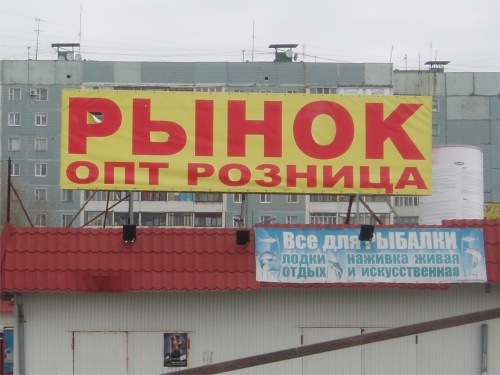 РЫНОК
ОПТ РОЗНИЦА
Все для РЫБАЛКИ
лодки наживка живая
отдых и искусственная